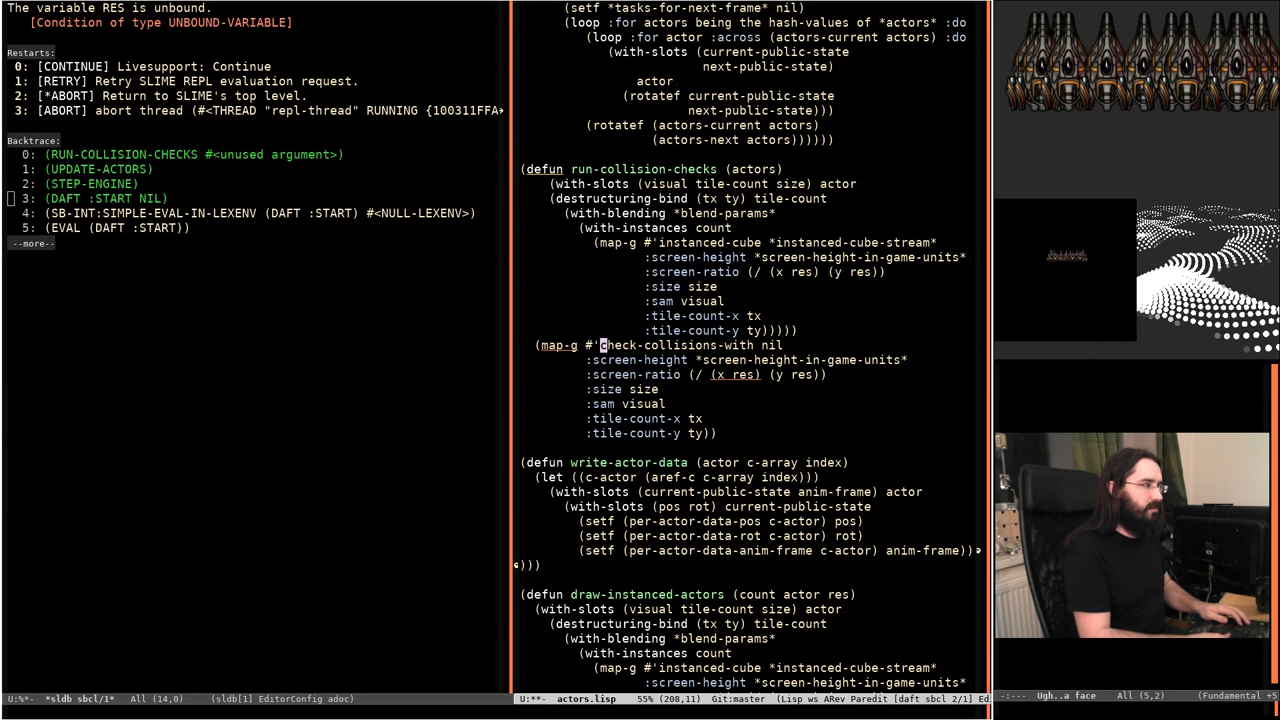 The variable RES is unbound.
[Condition of type UNBOUND-VARIABLE]
Restarts:
0: [CONTINUE] Livesupport: Continue
1: [RETRY] Retry SLIME REPL evaluation request.
2: [*ABORT] Return to SLIME's top level.
3: [ABORT] abort thread (#<THREAD "repl-thread" RUNNING {100311FFA→
Backtrace:
0: (RUN-COLLISION-CHECKS #<unused argument>)
1: (UPDATE-ACTORS)
2: (STEP-ENGINE)
3: (DAFT :START NIL)
4: (SB-INT:SIMPLE-EVAL-IN-LEXENV (DAFT :START) #<NULL-LEXENV>)
5: (EVAL (DAFT :START))
--more--
U:%*-  *sldb sbcl/1*   All (14,0)     (sldb[1] EditorConfig adoc)
(setf *tasks-for-next-frame* nil)
(loop :for actors being the hash-values of *actors* :do
(loop :for actor :across (actors-current actors) :do
(with-slots (current-public-state
next-public-state)
actor
(rotatef current-public-state
next-public-state)))
(rotatef (actors-current actors)
(actors-next actors))))))
(defun run-collision-checks (actors)
(with-slots (visual tile-count size) actor
(destructuring-bind (tx ty) tile-count
(with-blending *blend-params*
(with-instances count
(map-g #'instanced-cube *instanced-cube-stream*
:screen-height *screen-height-in-game-units*
:screen-ratio (/ (x res) (y res))
:size size
:sam visual
:tile-count-x tx
:tile-count-y ty)))))
(map-g #'check-collisions-with nil
:screen-height *screen-height-in-game-units*
:screen-ratio (/ (x res) (y res))
:size size
:sam visual
:tile-count-x tx
:tile-count-y ty))
(defun write-actor-data (actor c-array index)
(let ((c-actor (aref-c c-array index)))
(with-slots (current-public-state anim-frame) actor
(with-slots (pos rot) current-public-state
(setf (per-actor-data-pos c-actor) pos)
(setf (per-actor-data-rot c-actor) rot)
(setf (per-actor-data-anim-frame c-actor) anim-frame))
)))
(defun draw-instanced-actors (count actor res)
(with-slots (visual tile-count size) actor
(destructuring-bind (tx ty) tile-count
(with-blending *blend-params*
(with-instances count
(map-g #'instanced-cube *instanced-cube-stream*
:screen-height *screen-height-in-game-units*
U:**-  actors.lisp    55% (208,11)  Git:master  (Lisp ws ARev Paredit [daft sbcl 2/1] Ed
-:---  Ugh..a face    All (5,2)     (Fundamental +5